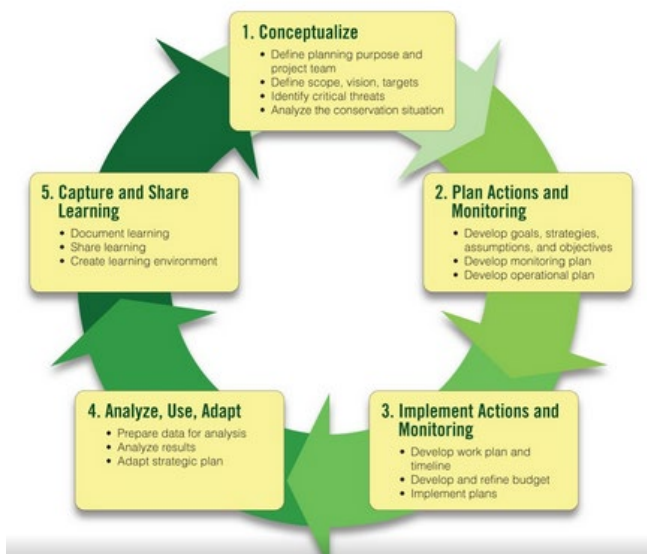 1. Conceptualize
• Define planning purpose and
project team
• Define scope, vision, targets
• Identify critical threats
• Analyze the conservation situation
2. Plan Actions and
Monitoring
• Develop goals, strategies,
assumptions, and objectives
• Develop monitoring plan
• Develop operational plan
3. Implement Actions and
Monitoring
• Develop work plan and
timeline
• Develop and refine budget
• Implement plans
4. Analyze, Use, Adapt
• Prepare data for analysis
• Analyze results
• Adapt strategic plan
5. Capture and Share
Learning
• Document learning
• Share learning
• Create learning environment